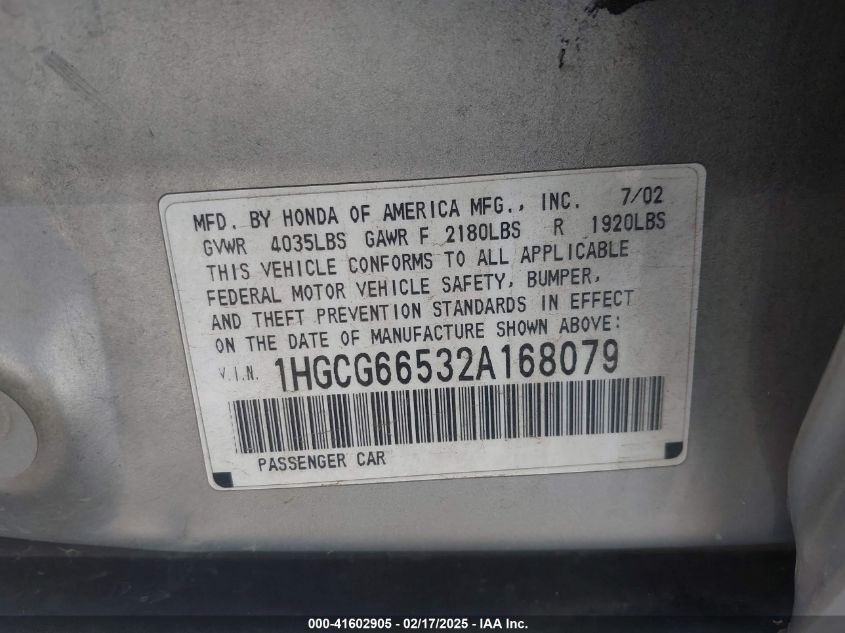 MFD. BY HONDA OF AMERICA MFG., INC. 7/02
GVWR 4035LBS GAWR F 2180LBS R 1920LBS
THIS VEHICLE CONFORMS TO ALL APPLICABLE
FEDERAL MOTOR VEHICLE SAFETY, BUMPER,
AND THEFT PREVENTION STANDARDS IN EFFECT
ON THE DATE OF MANUFACTURE SHOWN ABOVE:
V.I.N. 1HGCG66532A168079
PASSENGER CAR
000-41602905 - 02/17/2025 - IAA Inc.